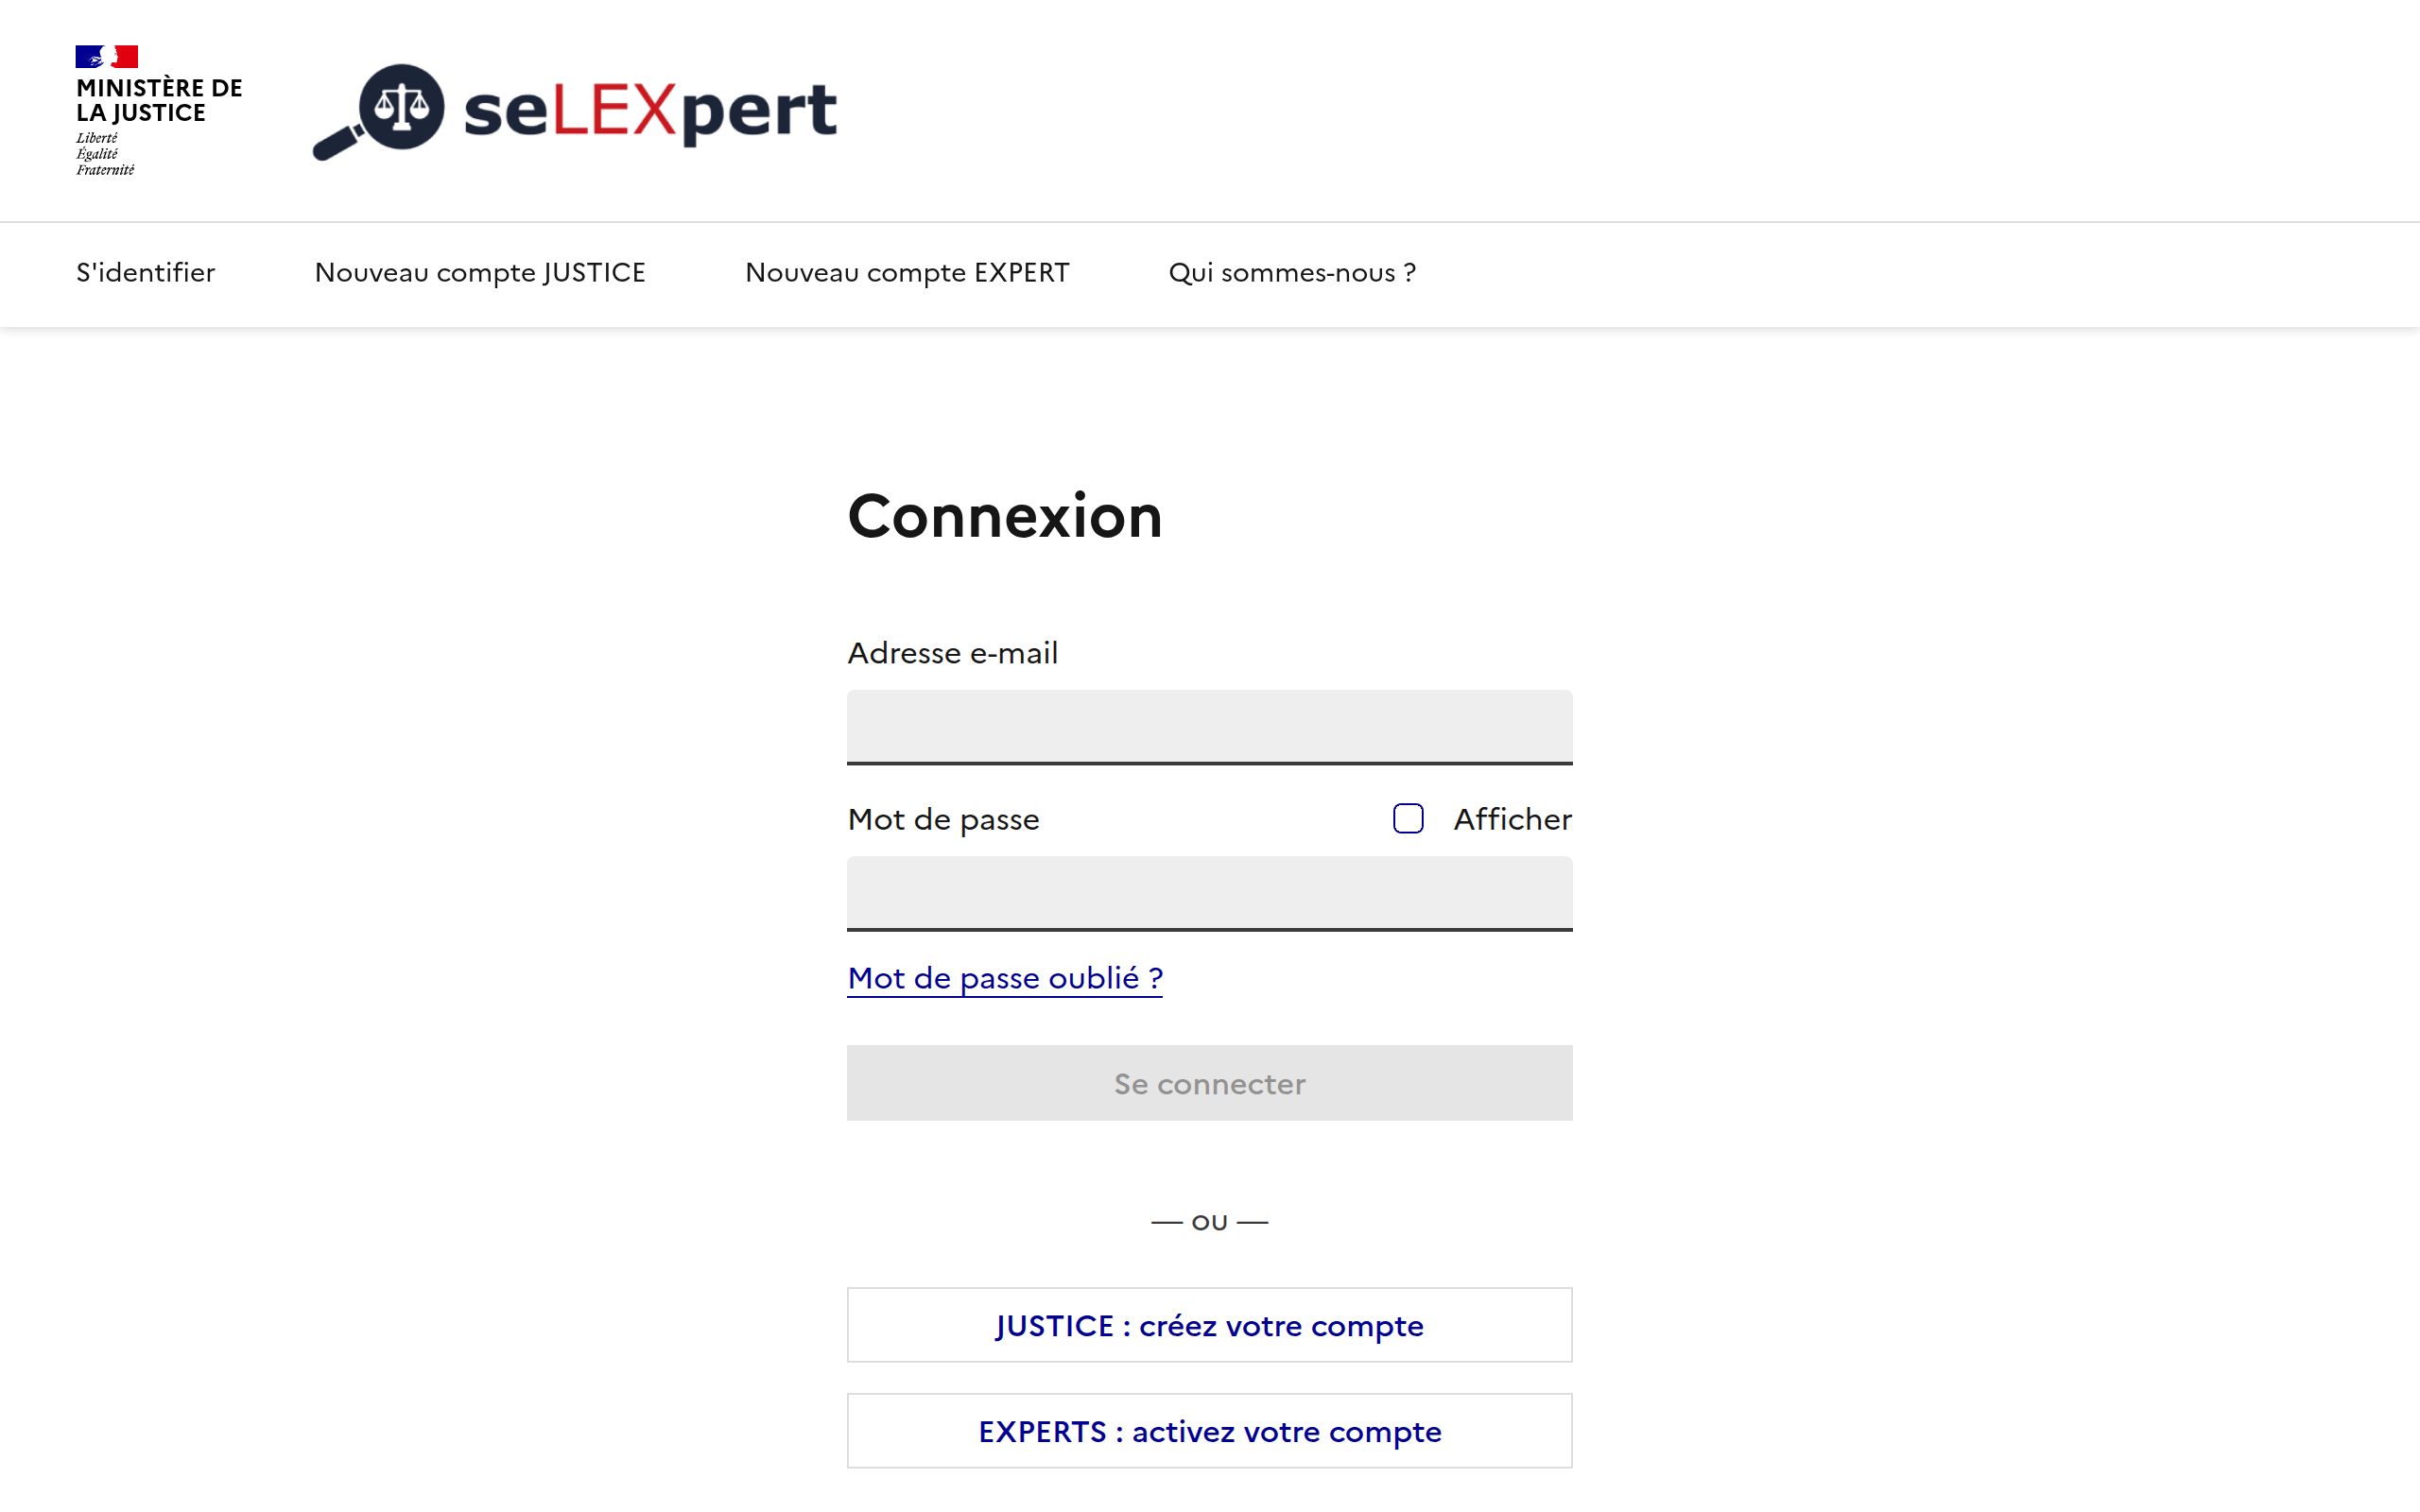 MINISTÈRE DE
LA JUSTICE
Liberté
Égalité
Fraternité
seLEXpert
S'identifier
Nouveau compte JUSTICE
Nouveau compte EXPERT
Qui sommes-nous ?
Connexion
Adresse e-mail
Mot de passe
Afficher
Mot de passe oublié ?
Se connecter
— ou —
JUSTICE : créez votre compte
EXPERTS : activez votre compte